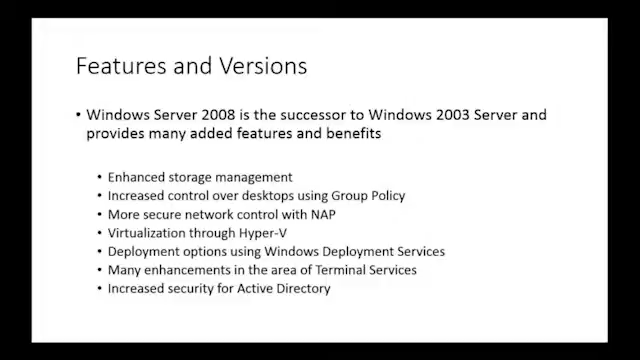 Features and Versions
• Windows Server 2008 is the successor to Windows 2003 Server and
provides many added features and benefits
• Enhanced storage management
• Increased control over desktops using Group Policy
• More secure network control with NAP
• Virtualization through Hyper-V
• Deployment options using Windows Deployment Services
• Many enhancements in the area of Terminal Services
• Increased security for Active Directory